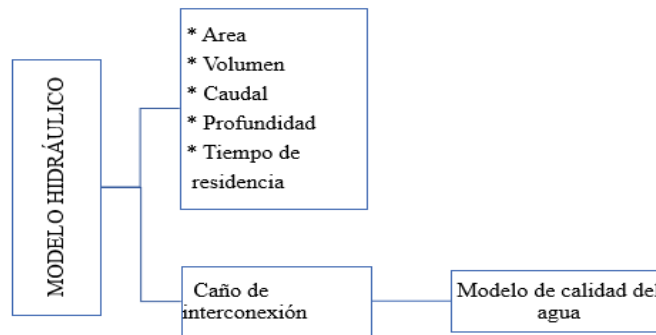 MODELO HIDRÁULICO
* Area
* Volumen
* Caudal
* Profundidad
* Tiempo de
residencia
Caño de
interconexión
Modelo de calidad del
agua